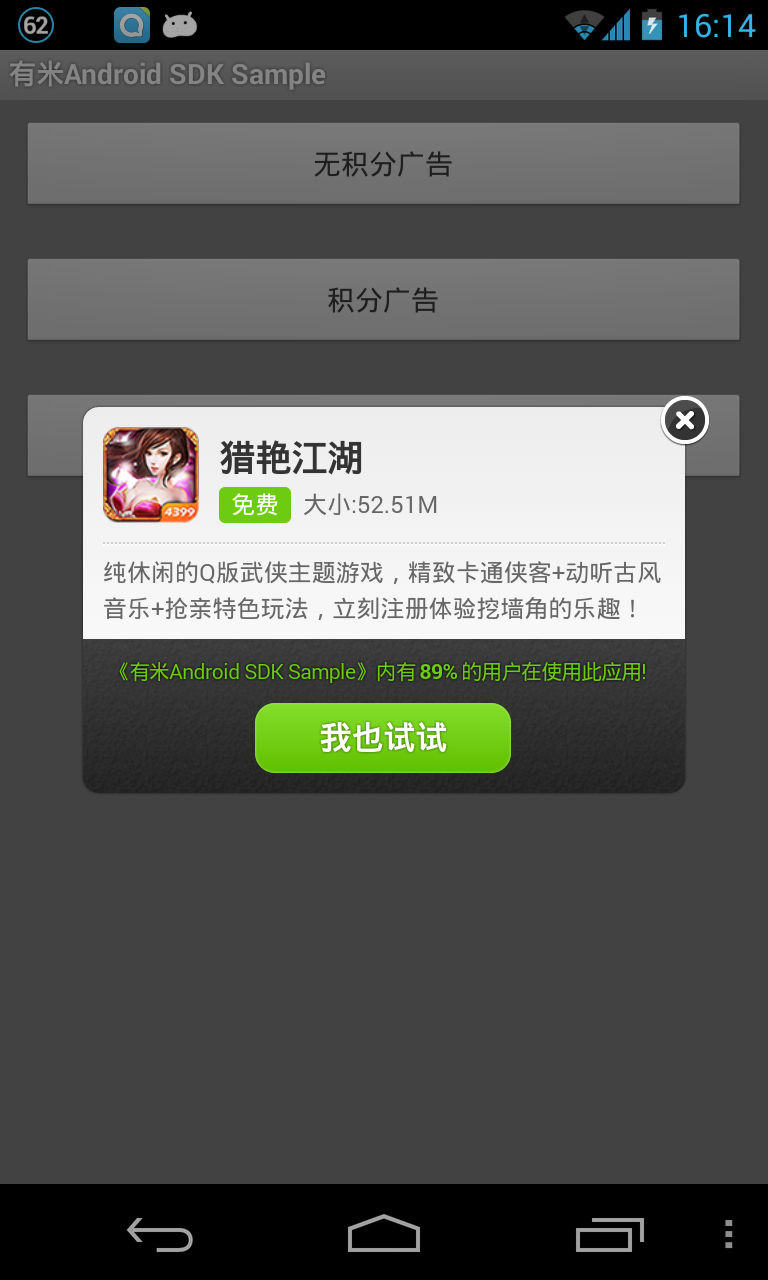 62
16:14
有米Android SDK Sample
无积分广告
积分广告
猎艳江湖
4399
免费 大小:52.51M
纯休闲的Q版武侠主题游戏，精致卡通侠客+动听古风
音乐+抢亲特色玩法，立刻注册体验挖墙角的乐趣！
《有米Android SDK Sample》内有 89% 的用户在使用此应用!
我也试试